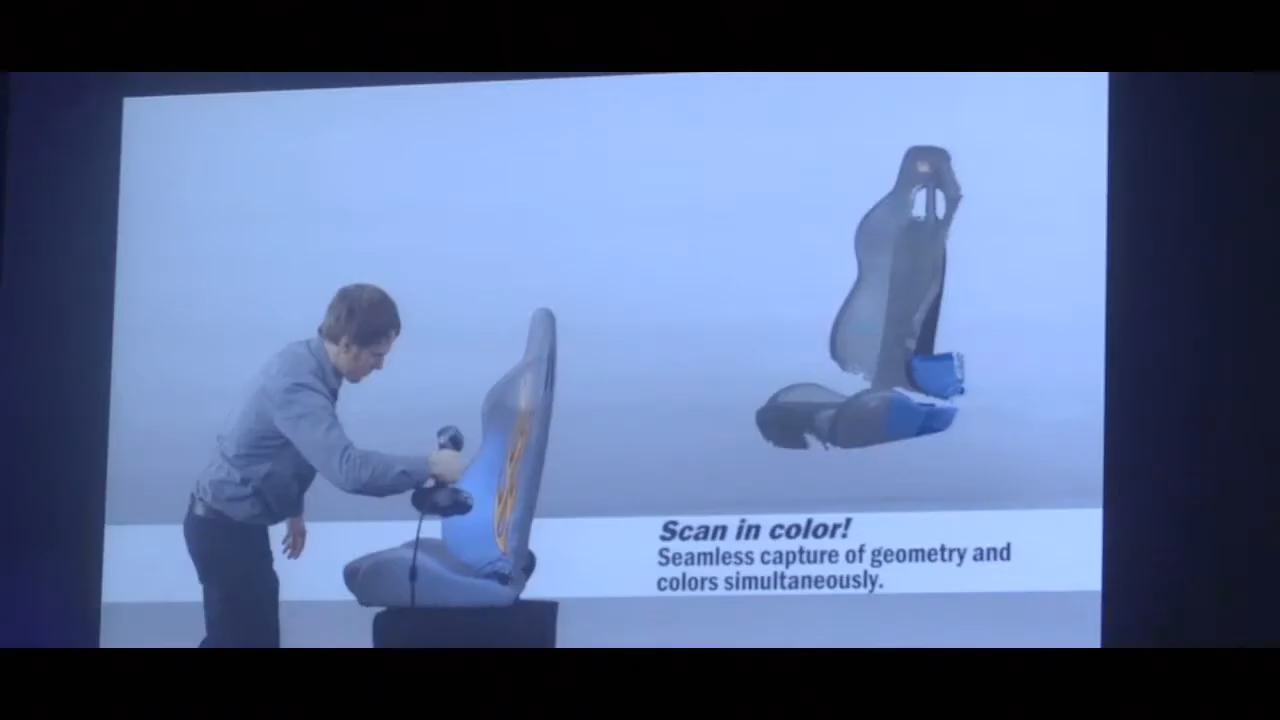 Scan in color!
Seamless capture of geometry and
colors simultaneously.